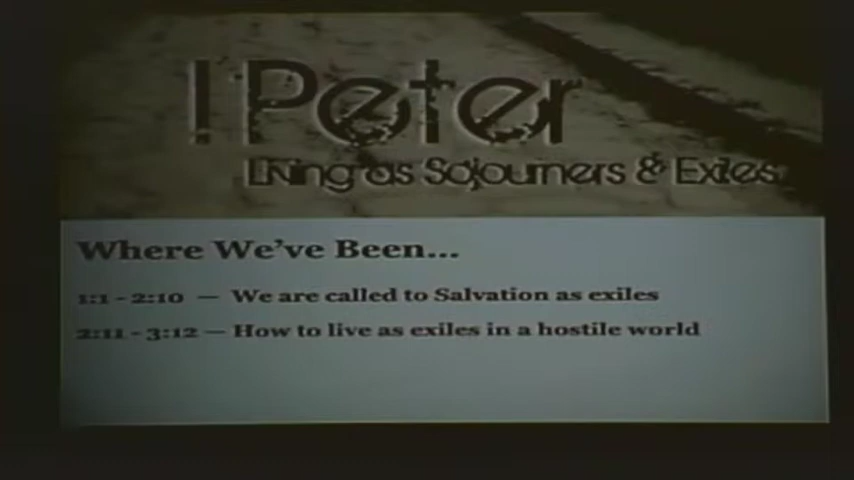 1 Peter
Living as Sojourners & Exiles
Where We've Been...
1:1 - 2:10 — We are called to Salvation as exiles
2:11 - 3:12 — How to live as exiles in a hostile world